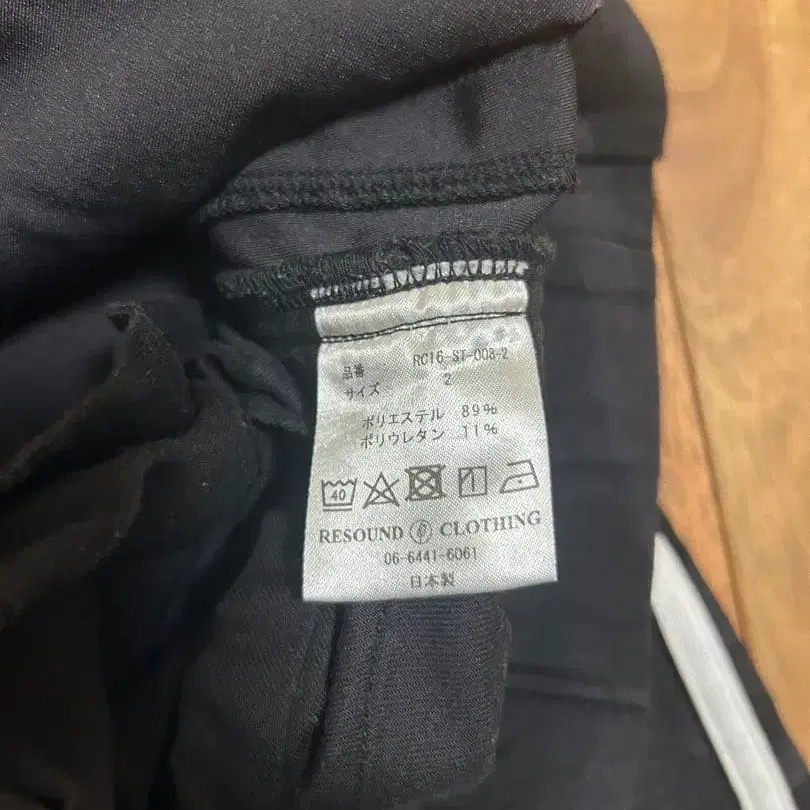 品番 RC16-ST-008-2
サイズ 2
ポリエステル 89%
ポリウレタン 11%
40
RESOUND CLOTHING
06-6441-6061
日本製